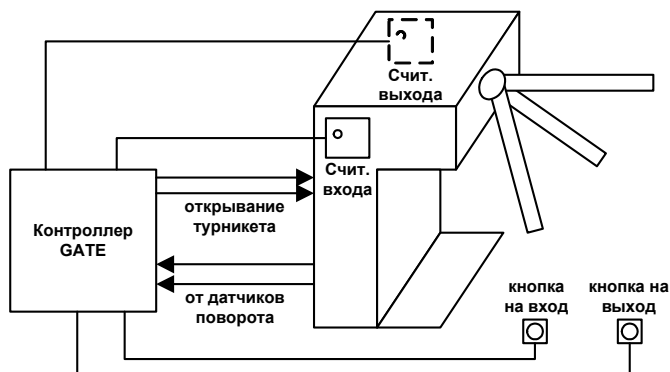 Счит.
выхода
Счит.
входа
открывание
турникета
Контроллер
GATE
от датчиков
поворота
кнопка
на вход
кнопка на
выход